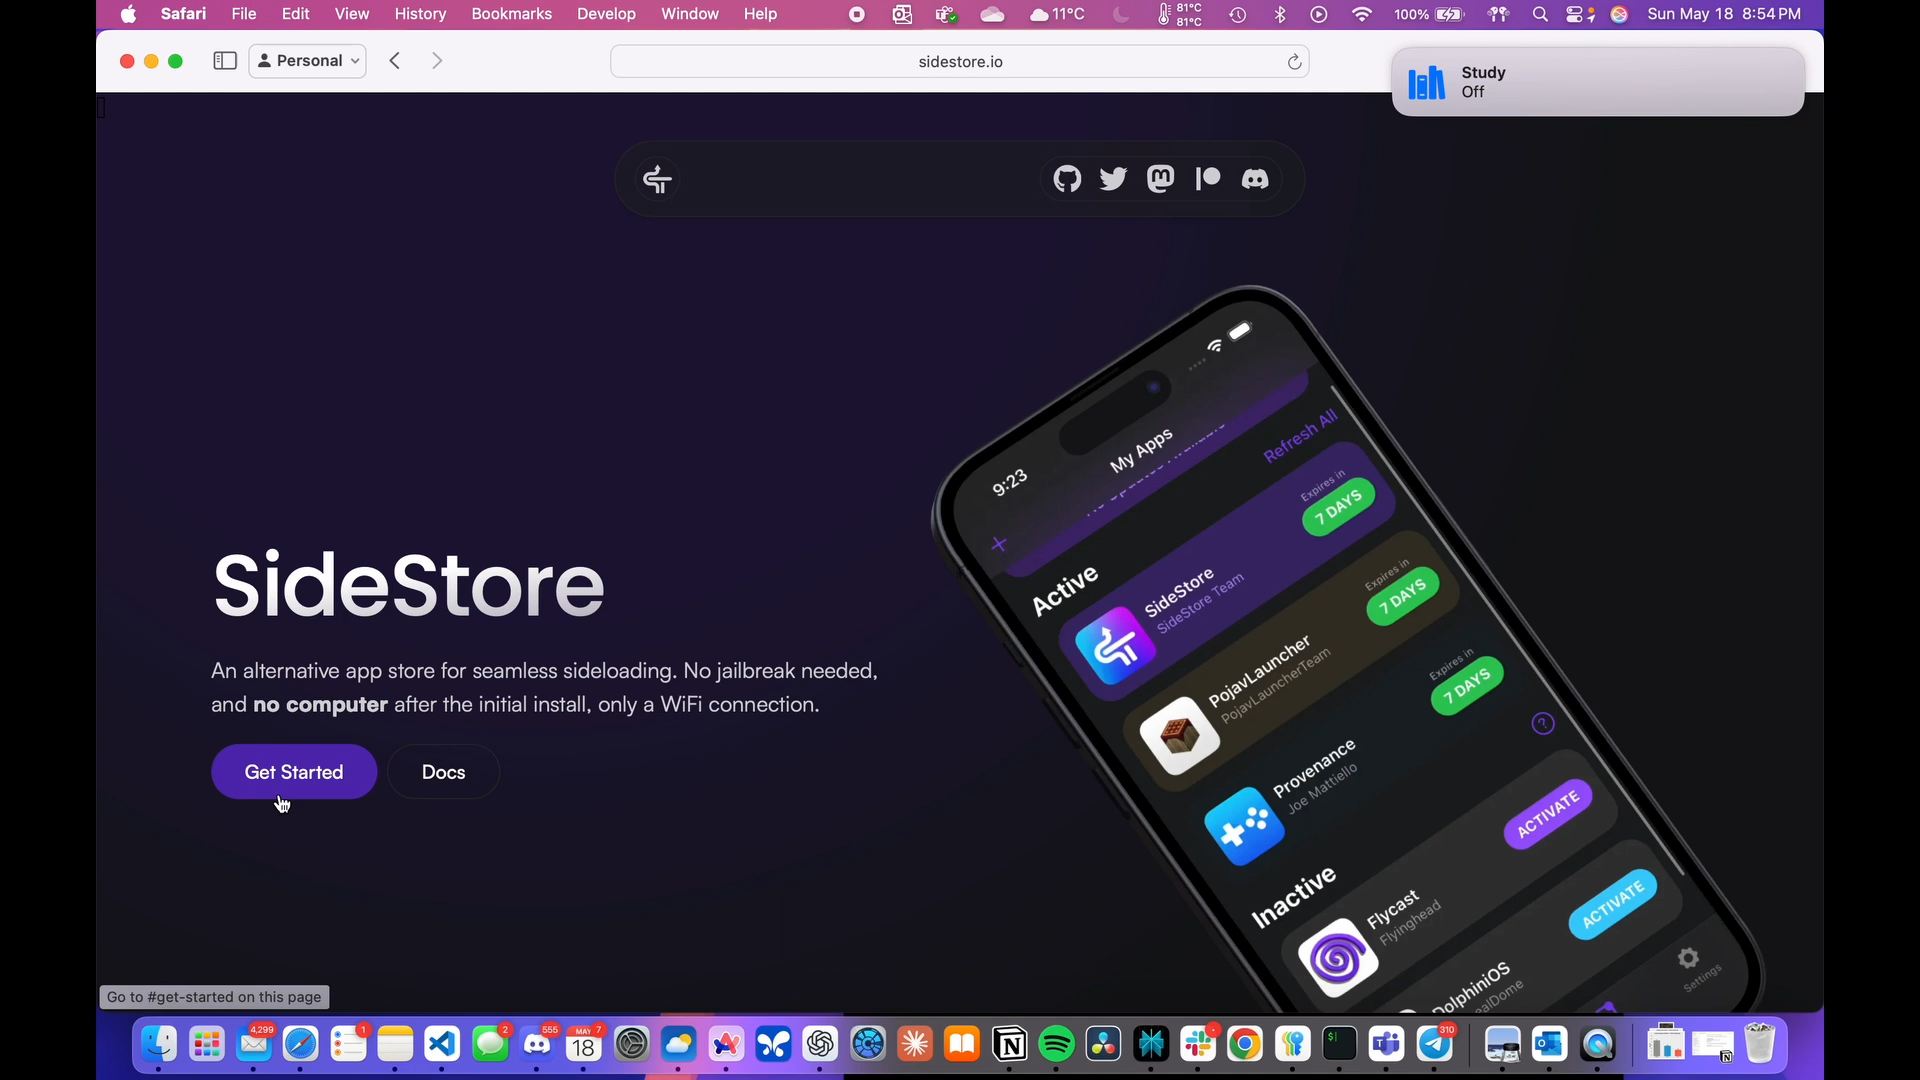 Safari File Edit View History Bookmarks Develop Window Help
11°C
81°C
81°C
100%
Sun May 18 8:54 PM
Personal
sidestore.io
Study
Off
SideStore
An alternative app store for seamless sideloading. No jailbreak needed,
and no computer after the initial install, only a WiFi connection.
Get Started
Docs
9:23
My Apps
Refresh All
Active
SideStore
SideStore Team
Expires in
7 DAYS
PojavLauncher
PojavLauncherTeam
Expires in
7 DAYS
Provenance
Joe Mattiello
Expires in
7 DAYS
?
Inactive
Flycast
Flyinghead
ACTIVATE
DolphiniOS
ACTIVATE
Settings
Go to #get-started on this page
4,299
1
2
555
MAY
7
18
310
$